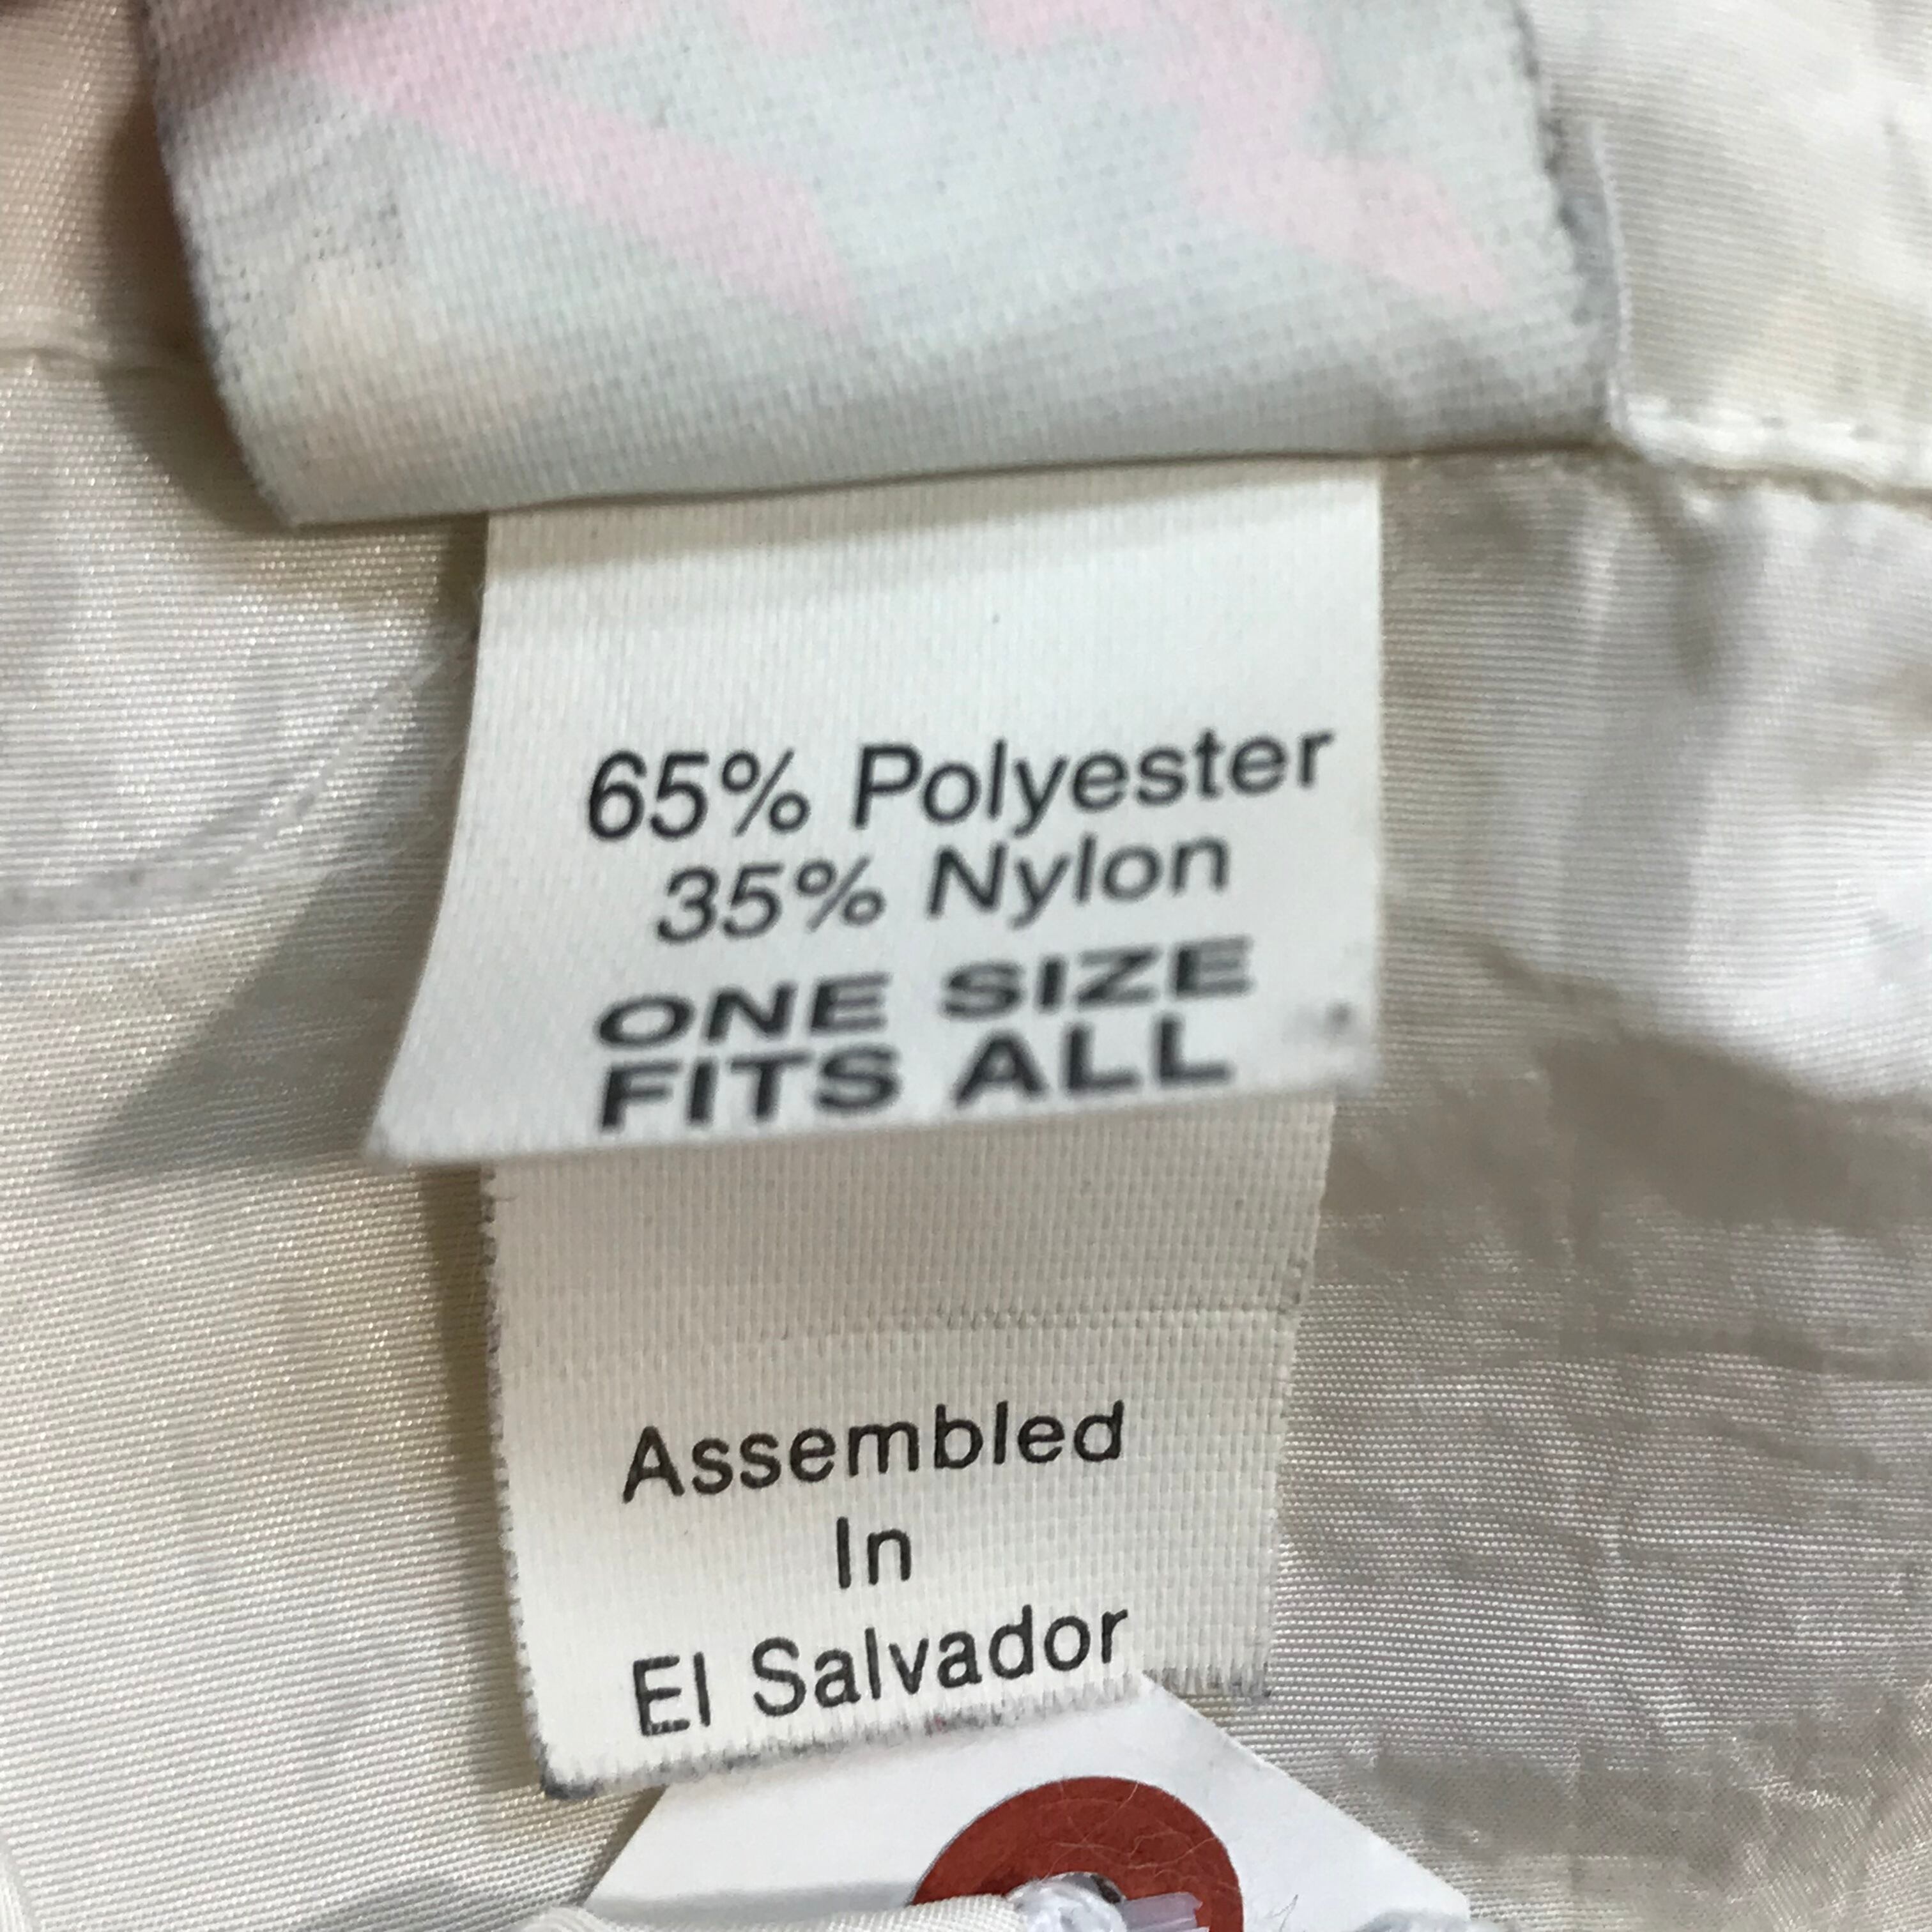 65% Polyester
35% Nylon
ONE SIZE
FITS ALL
Assembled
In
El Salvador